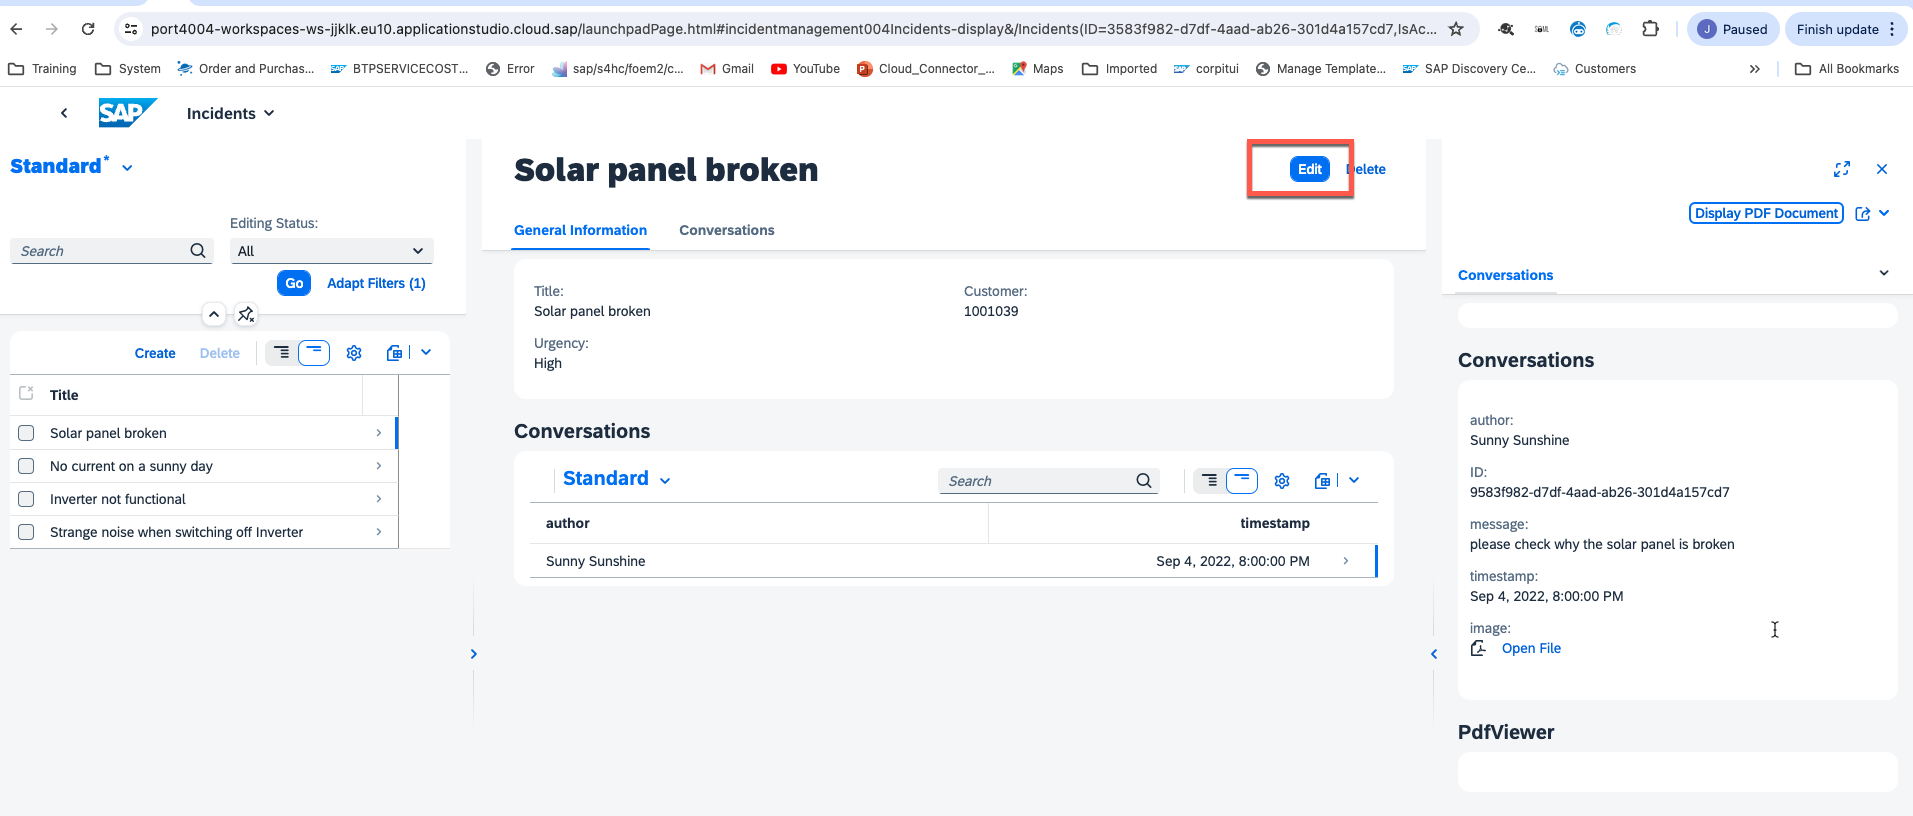 port4004-workspaces-ws-jjklk.eu10.applicationstudio.cloud.sap/launchpadPage.html#incidentmanagement004Incidents-display&/Incidents(ID=3583f982-d7df-4aad-ab26-301d4a157cd7,IsAc...
J Paused
Finish update
Training
System
Order and Purchas...
BTPSERVICECOST...
Error
sap/s4hc/foem2/c...
Gmail
YouTube
Cloud_Connector_...
Maps
Imported
corpitui
Manage Template...
SAP Discovery Ce...
Customers
All Bookmarks
SAP
Incidents
Standard*
Editing Status:
Search
All
Go
Adapt Filters (1)
Create
Delete
Title
Solar panel broken
No current on a sunny day
Inverter not functional
Strange noise when switching off Inverter
Solar panel broken
Edit
Delete
General Information
Conversations
Title:
Solar panel broken
Customer:
1001039
Urgency:
High
Conversations
Standard
Search
author
timestamp
Sunny Sunshine
Sep 4, 2022, 8:00:00 PM
Display PDF Document
Conversations
Conversations
author:
Sunny Sunshine
ID:
9583f982-d7df-4aad-ab26-301d4a157cd7
message:
please check why the solar panel is broken
timestamp:
Sep 4, 2022, 8:00:00 PM
image:
Open File
PdfViewer